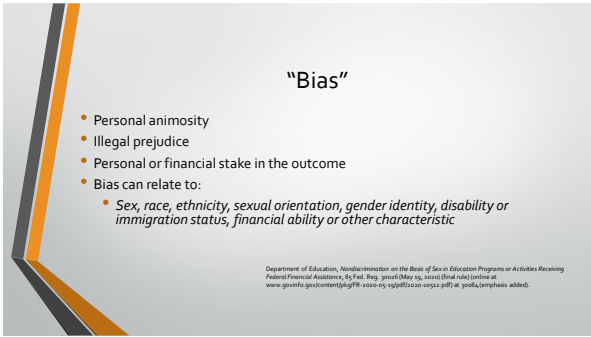 “Bias”
Personal animosity
Illegal prejudice
Personal or financial stake in the outcome
Bias can relate to:
Sex, race, ethnicity, sexual orientation, gender identity, disability or
immigration status, financial ability or other characteristic
Department of Education, Nondiscrimination on the Basis of Sex in Education Programs or Activities Receiving
Federal Financial Assistance, 85 Fed. Reg. 30026 (May 19, 2020) (final rule) (online at
www.govinfo.gov/content/pkg/FR-2020-05-19/pdf/2020-10512.pdf) at 30084 (emphasis added).